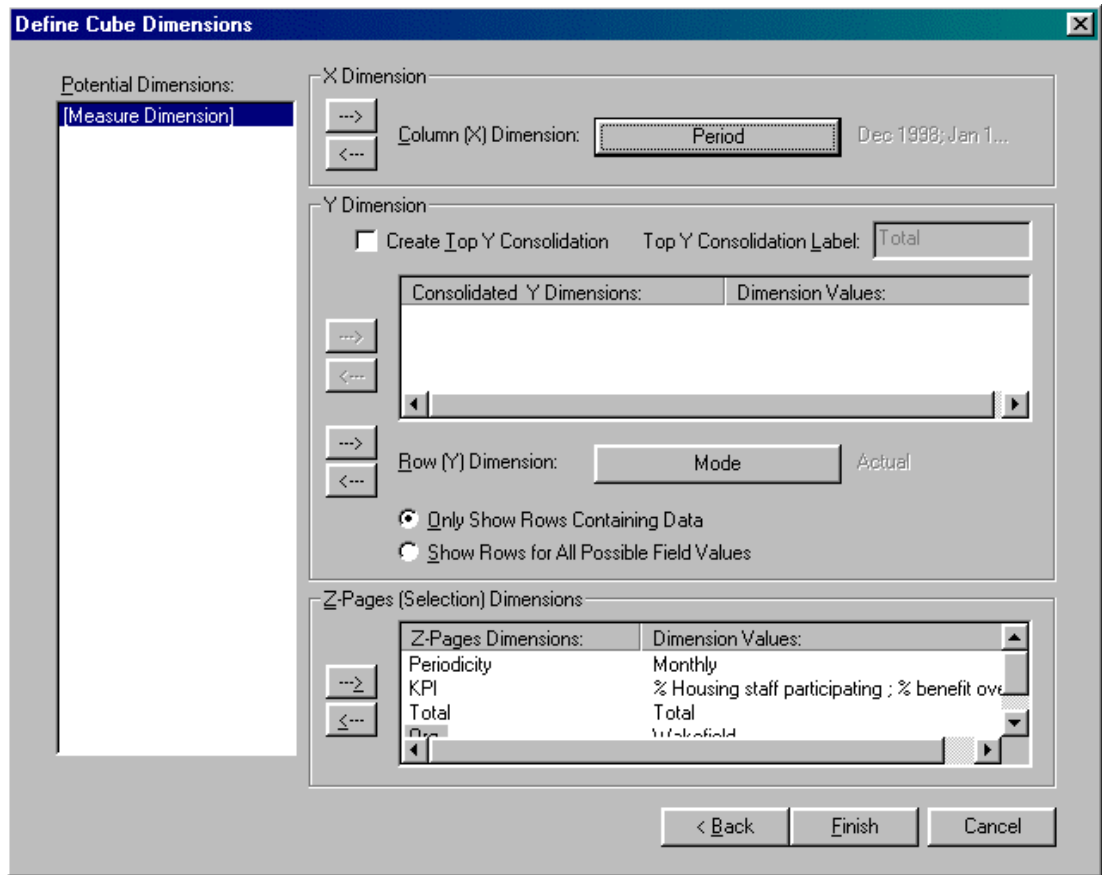 Define Cube Dimensions
Potential Dimensions:
[Measure Dimension]
X Dimension
--->
<---
Column (X) Dimension:
Period
Dec 1998; Jan 1...
Y Dimension
Create Top Y Consolidation
Top Y Consolidation Label:
Total
Consolidated Y Dimensions:
Dimension Values:
--->
<---
--->
<---
Row (Y) Dimension:
Mode
Actual
Only Show Rows Containing Data
Show Rows for All Possible Field Values
Z-Pages (Selection) Dimensions
Z-Pages Dimensions: Dimension Values:
Periodicity Monthly
KPI % Housing staff participating ; % benefit ove
Total Total
Org Wakefield
--->
<---
< Back
Finish
Cancel